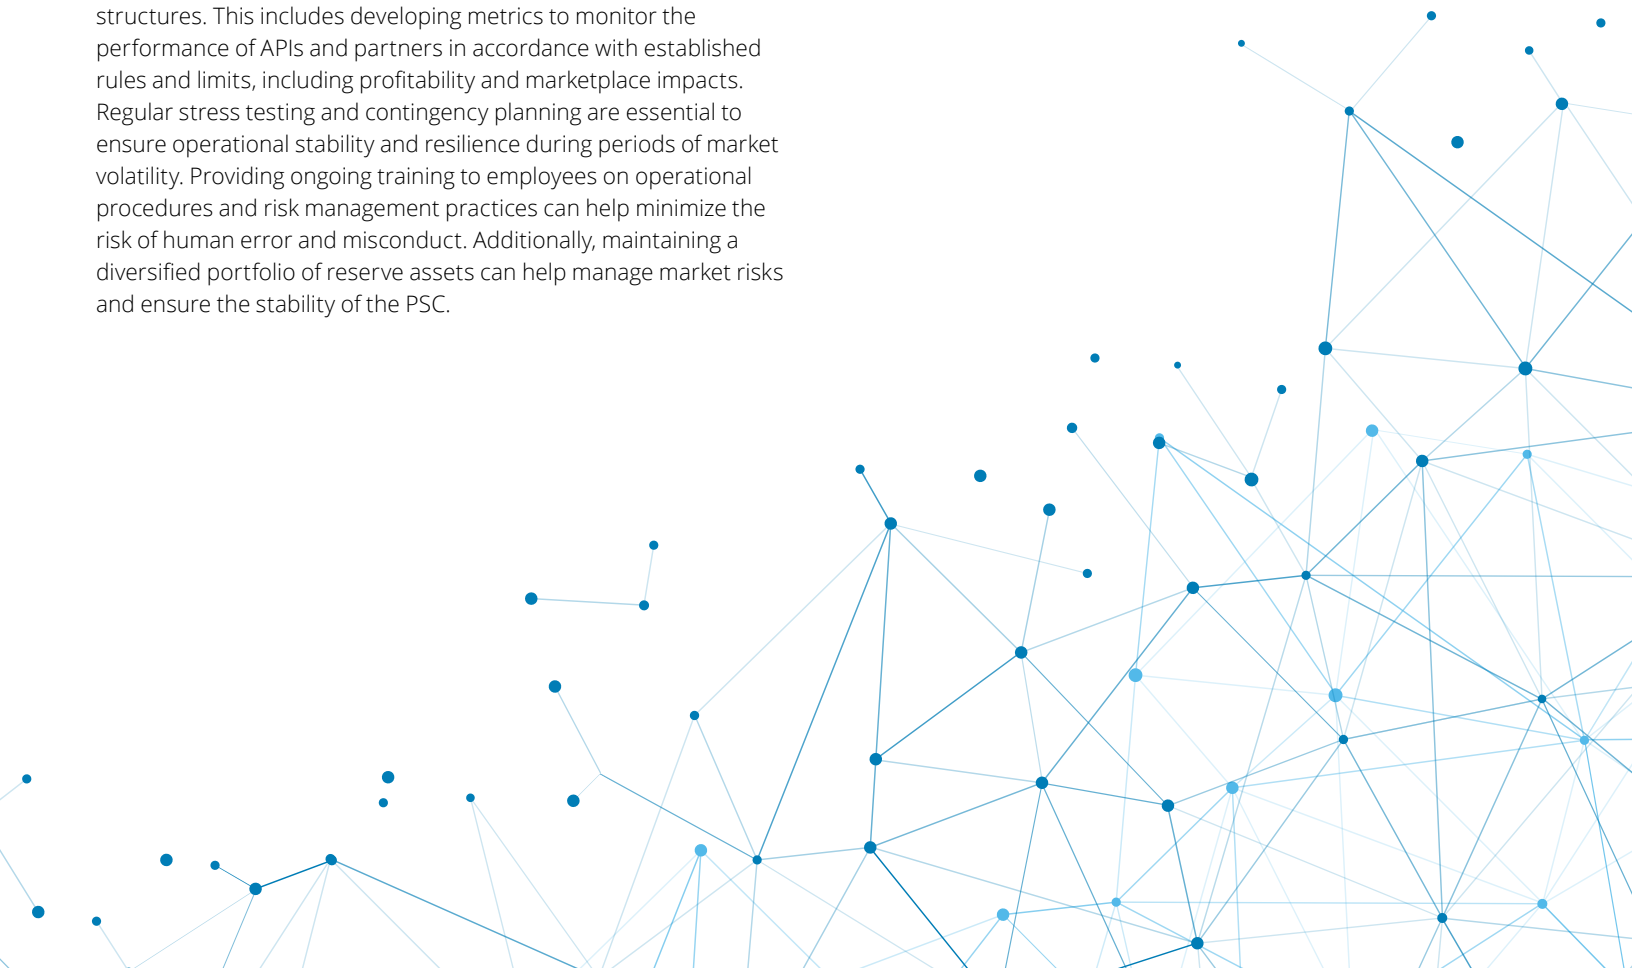 structures. This includes developing metrics to monitor the
performance of APIs and partners in accordance with established
rules and limits, including profitability and marketplace impacts.
Regular stress testing and contingency planning are essential to
ensure operational stability and resilience during periods of market
volatility. Providing ongoing training to employees on operational
procedures and risk management practices can help minimize the
risk of human error and misconduct. Additionally, maintaining a
diversified portfolio of reserve assets can help manage market risks
and ensure the stability of the PSC.